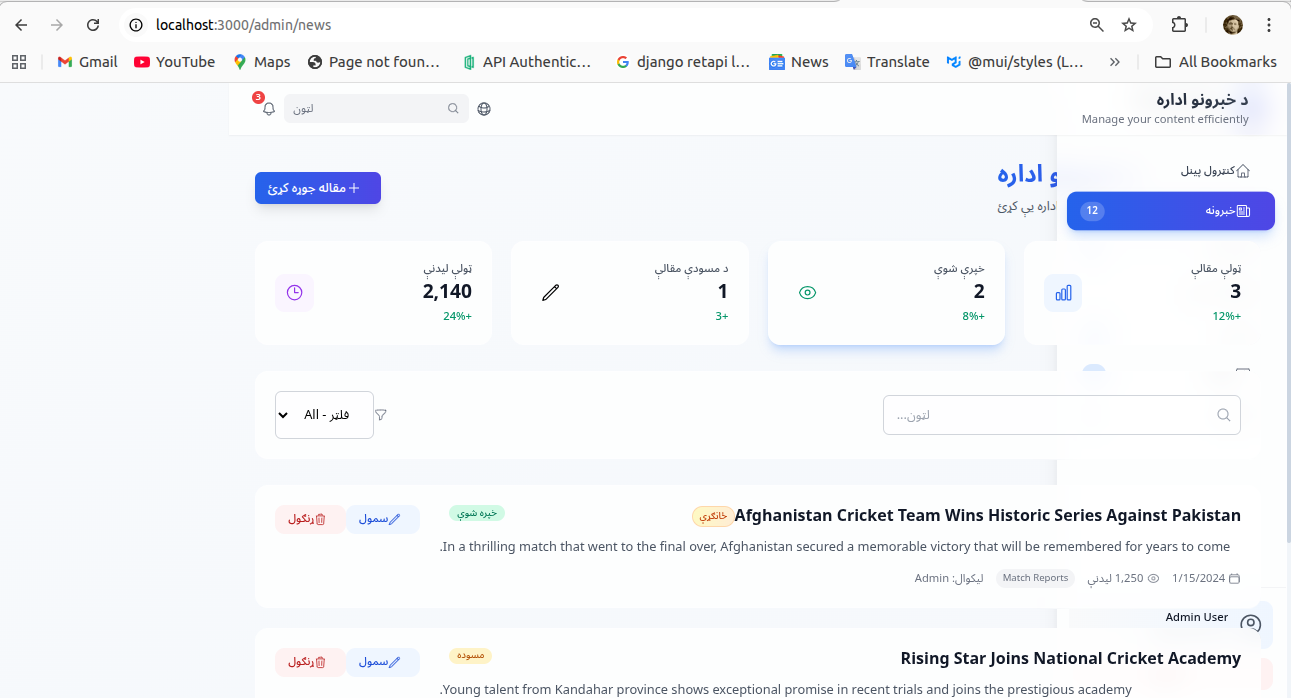 localhost:3000/admin/news
Gmail
YouTube
Maps
Page not foun...
API Authentic...
django retapi l...
News
Translate
@mui/styles (L...
»
All Bookmarks
د خبرونو اداره
Manage your content efficiently
3
لټون
کنټرول پینل
خبرونه
12
و اداره
اداره یې کړئ
مقاله جوړه کړئ
ټولې مقالې
3
12%+
خپرې شوې
2
8%+
د مسودې مقالې
1
3+
ټولې لیدنې
2,140
24%+
لټون...
فلټر - All
Afghanistan Cricket Team Wins Historic Series Against Pakistan
ځانګړې
خپره شوې
سمول
ړنګول
.In a thrilling match that went to the final over, Afghanistan secured a memorable victory that will be remembered for years to come
1/15/2024
1,250 لیدنې
Match Reports
لیکوال: Admin
Admin User
Rising Star Joins National Cricket Academy
مسوده
سمول
ړنګول
.Young talent from Kandahar province shows exceptional promise in recent trials and joins the prestigious academy